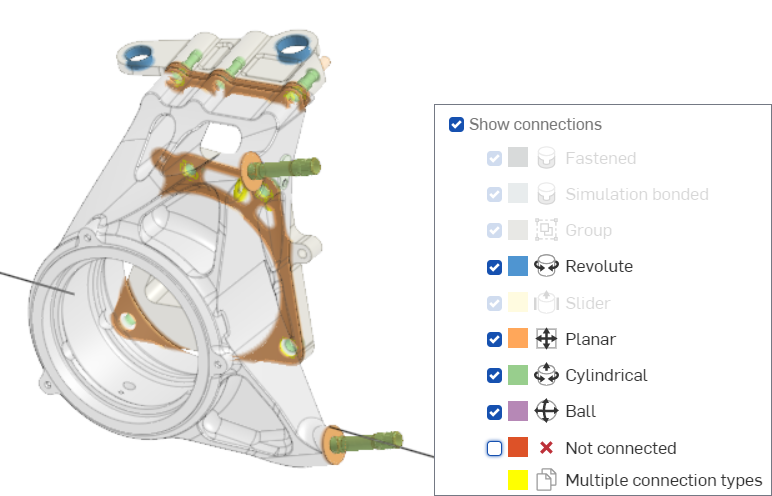 Show connections
Fastened
Simulation bonded
Group
Revolute
Slider
Planar
Cylindrical
Ball
Not connected
Multiple connection types